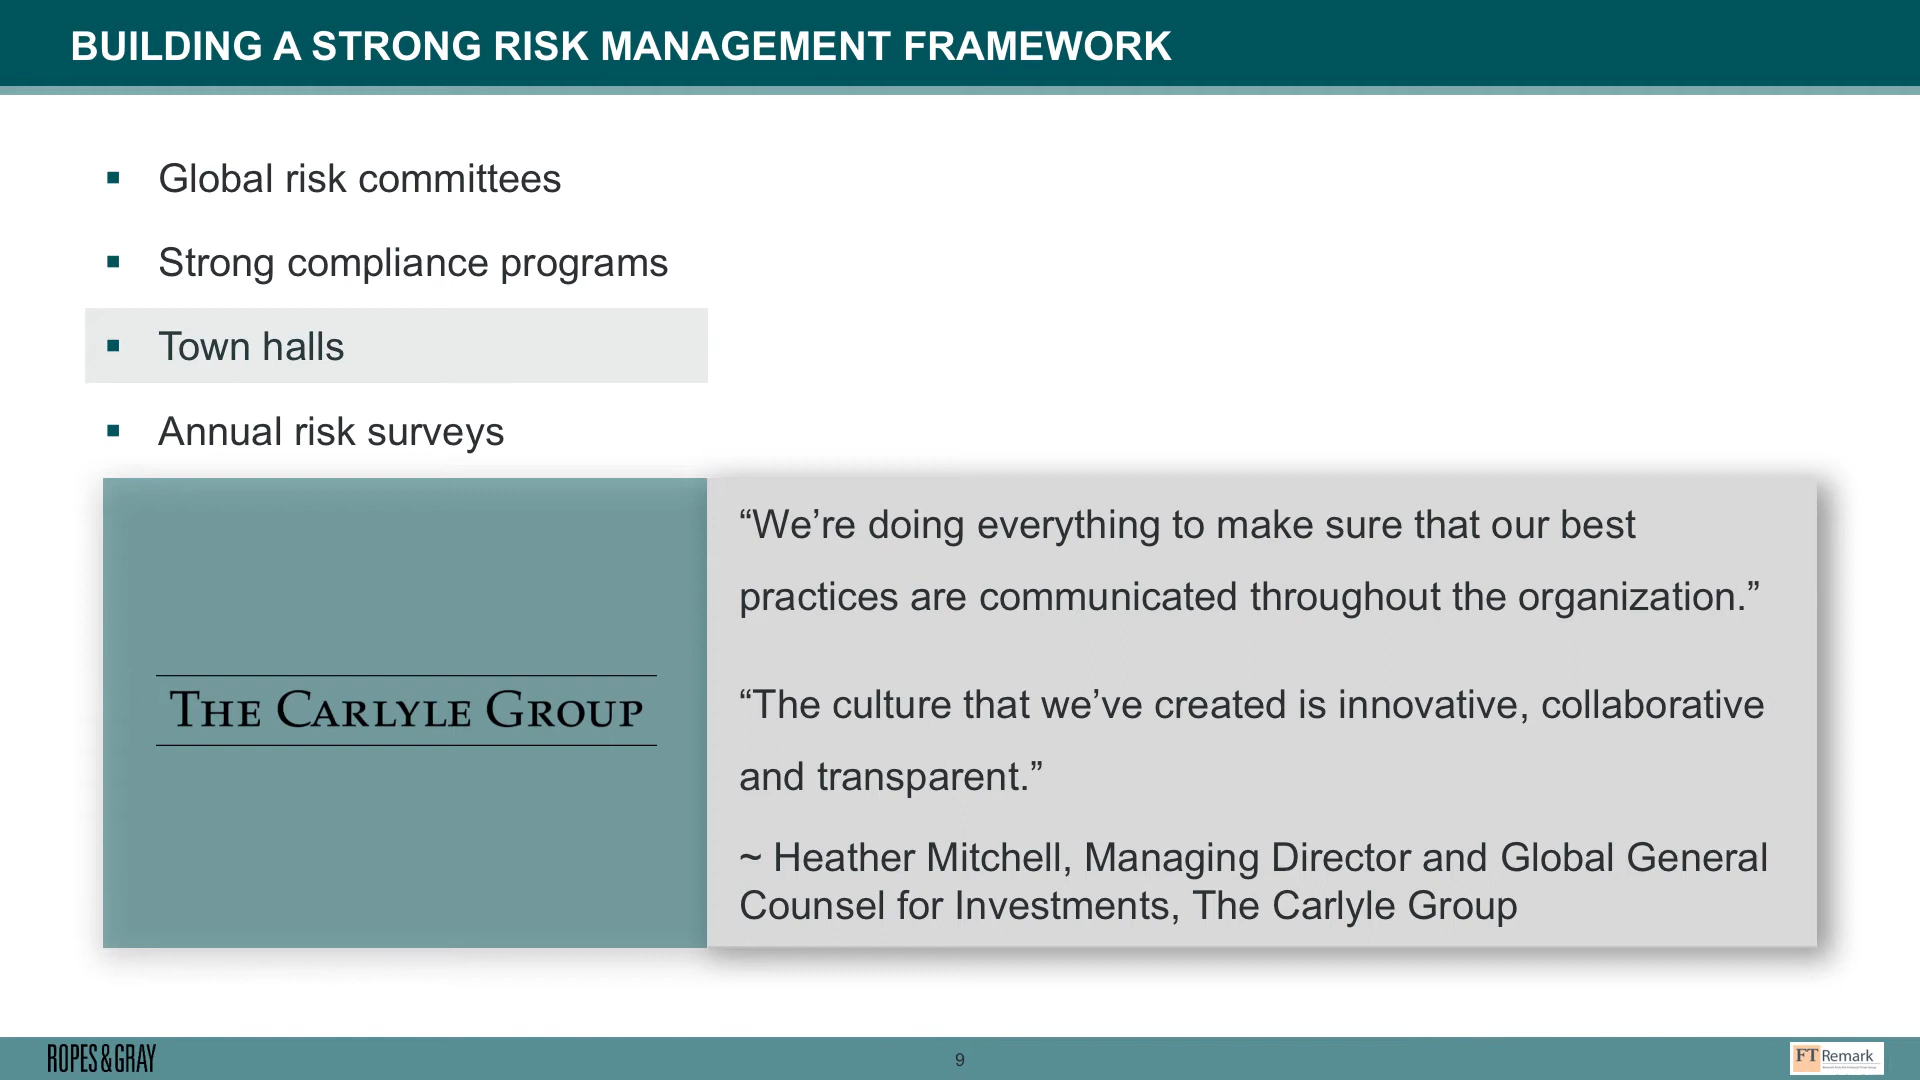 BUILDING A STRONG RISK MANAGEMENT FRAMEWORK
▪ Global risk committees
▪ Strong compliance programs
▪ Town halls
▪ Annual risk surveys
THE CARLYLE GROUP
“We’re doing everything to make sure that our best
practices are communicated throughout the organization.”
“The culture that we’ve created is innovative, collaborative
and transparent.”
~ Heather Mitchell, Managing Director and Global General
Counsel for Investments, The Carlyle Group
ROPES&GRAY
9
FT Remark